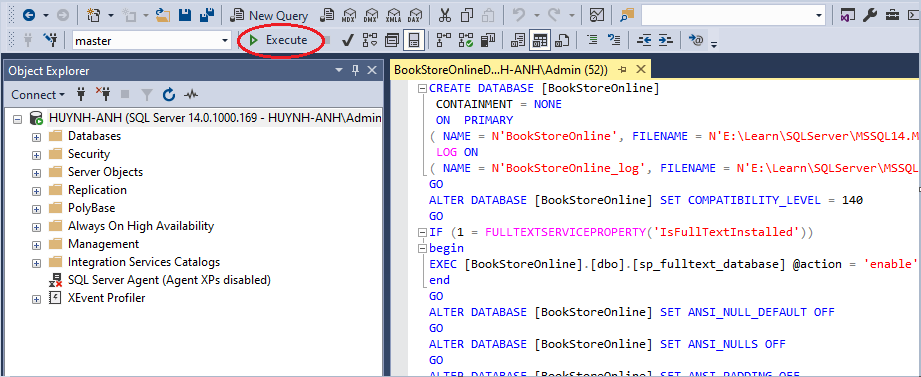 New Query
MDX DMX XMLA DAX
master
Execute
Object Explorer
Connect
HUYNH-ANH (SQL Server 14.0.1000.169 - HUYNH-ANH\Admin
Databases
Security
Server Objects
Replication
PolyBase
Always On High Availability
Management
Integration Services Catalogs
SQL Server Agent (Agent XPs disabled)
XEvent Profiler
BookStoreOnlineD...H-ANH\Admin (52))
CREATE DATABASE [BookStoreOnline]
CONTAINMENT = NONE
ON PRIMARY
( NAME = N'BookStoreOnline', FILENAME = N'E:\Learn\SQLServer\MSSQL14.M
LOG ON
( NAME = N'BookStoreOnline_log', FILENAME = N'E:\Learn\SQLServer\MSSQL
GO
ALTER DATABASE [BookStoreOnline] SET COMPATIBILITY_LEVEL = 140
GO
IF (1 = FULLTEXTSERVICEPROPERTY('IsFullTextInstalled'))
begin
EXEC [BookStoreOnline].[dbo].[sp_fulltext_database] @action = 'enable'
end
GO
ALTER DATABASE [BookStoreOnline] SET ANSI_NULL_DEFAULT OFF
GO
ALTER DATABASE [BookStoreOnline] SET ANSI_NULLS OFF
GO
ALTER DATABASE [BookStoreOnline] SET ANSI_PADDING OFF